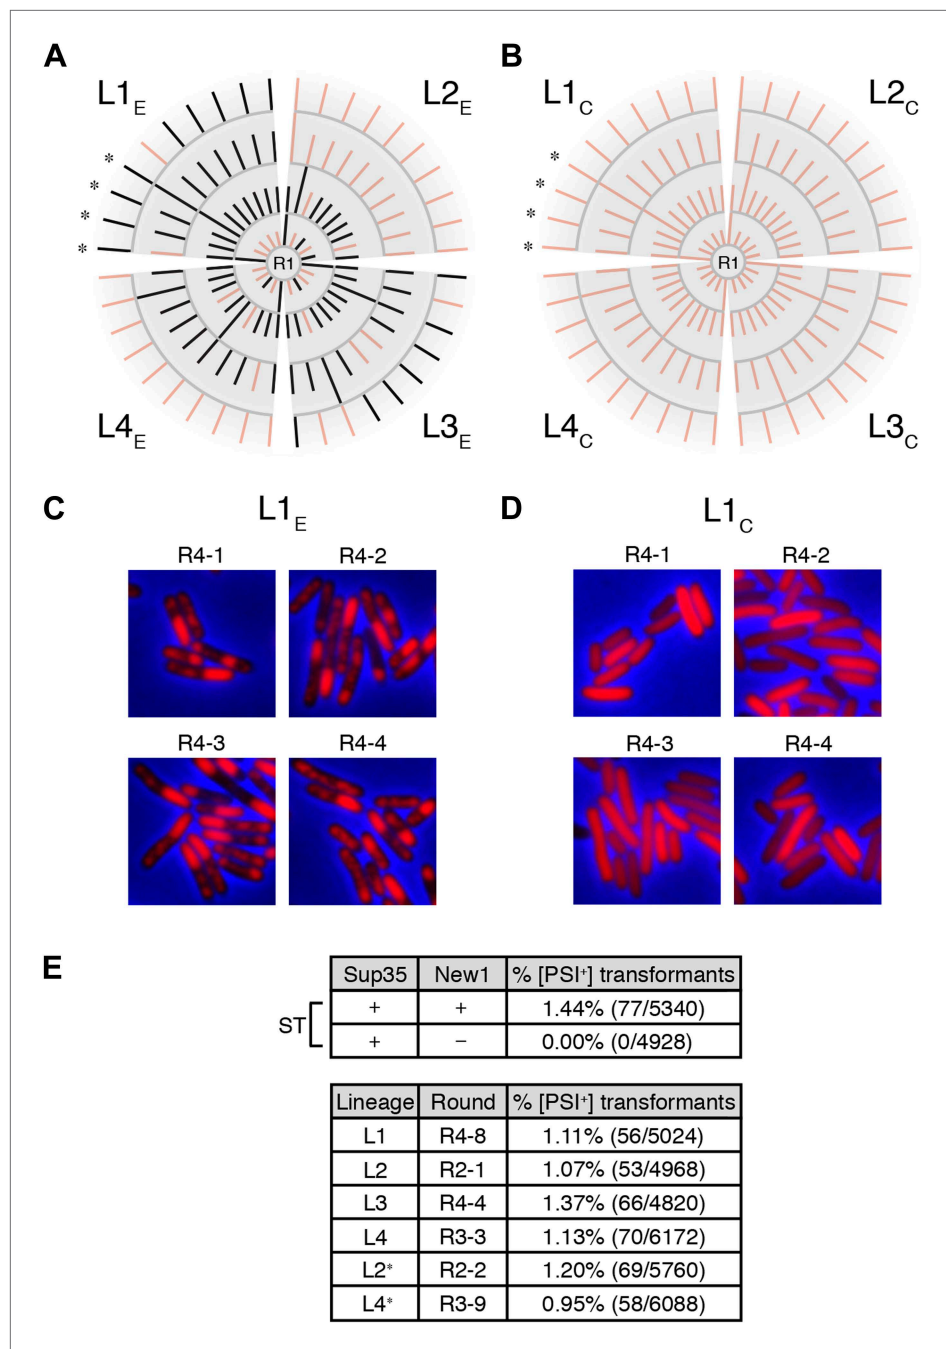 A
B
L1E
L2E
L1C
L2C
*
*
*
*
*
*
*
*
R1
R1
L4E
L3E
L4C
L3C
C
L1E
D
L1C
R4-1
R4-2
R4-1
R4-2
R4-3
R4-4
R4-3
R4-4
E
Sup35 New1 % [PSI⁺] transformants
ST
+ + 1.44% (77/5340)
+ − 0.00% (0/4928)
Lineage Round % [PSI⁺] transformants
L1 R4-8 1.11% (56/5024)
L2 R2-1 1.07% (53/4968)
L3 R4-4 1.37% (66/4820)
L4 R3-3 1.13% (70/6172)
L2* R2-2 1.20% (69/5760)
L4* R3-9 0.95% (58/6088)